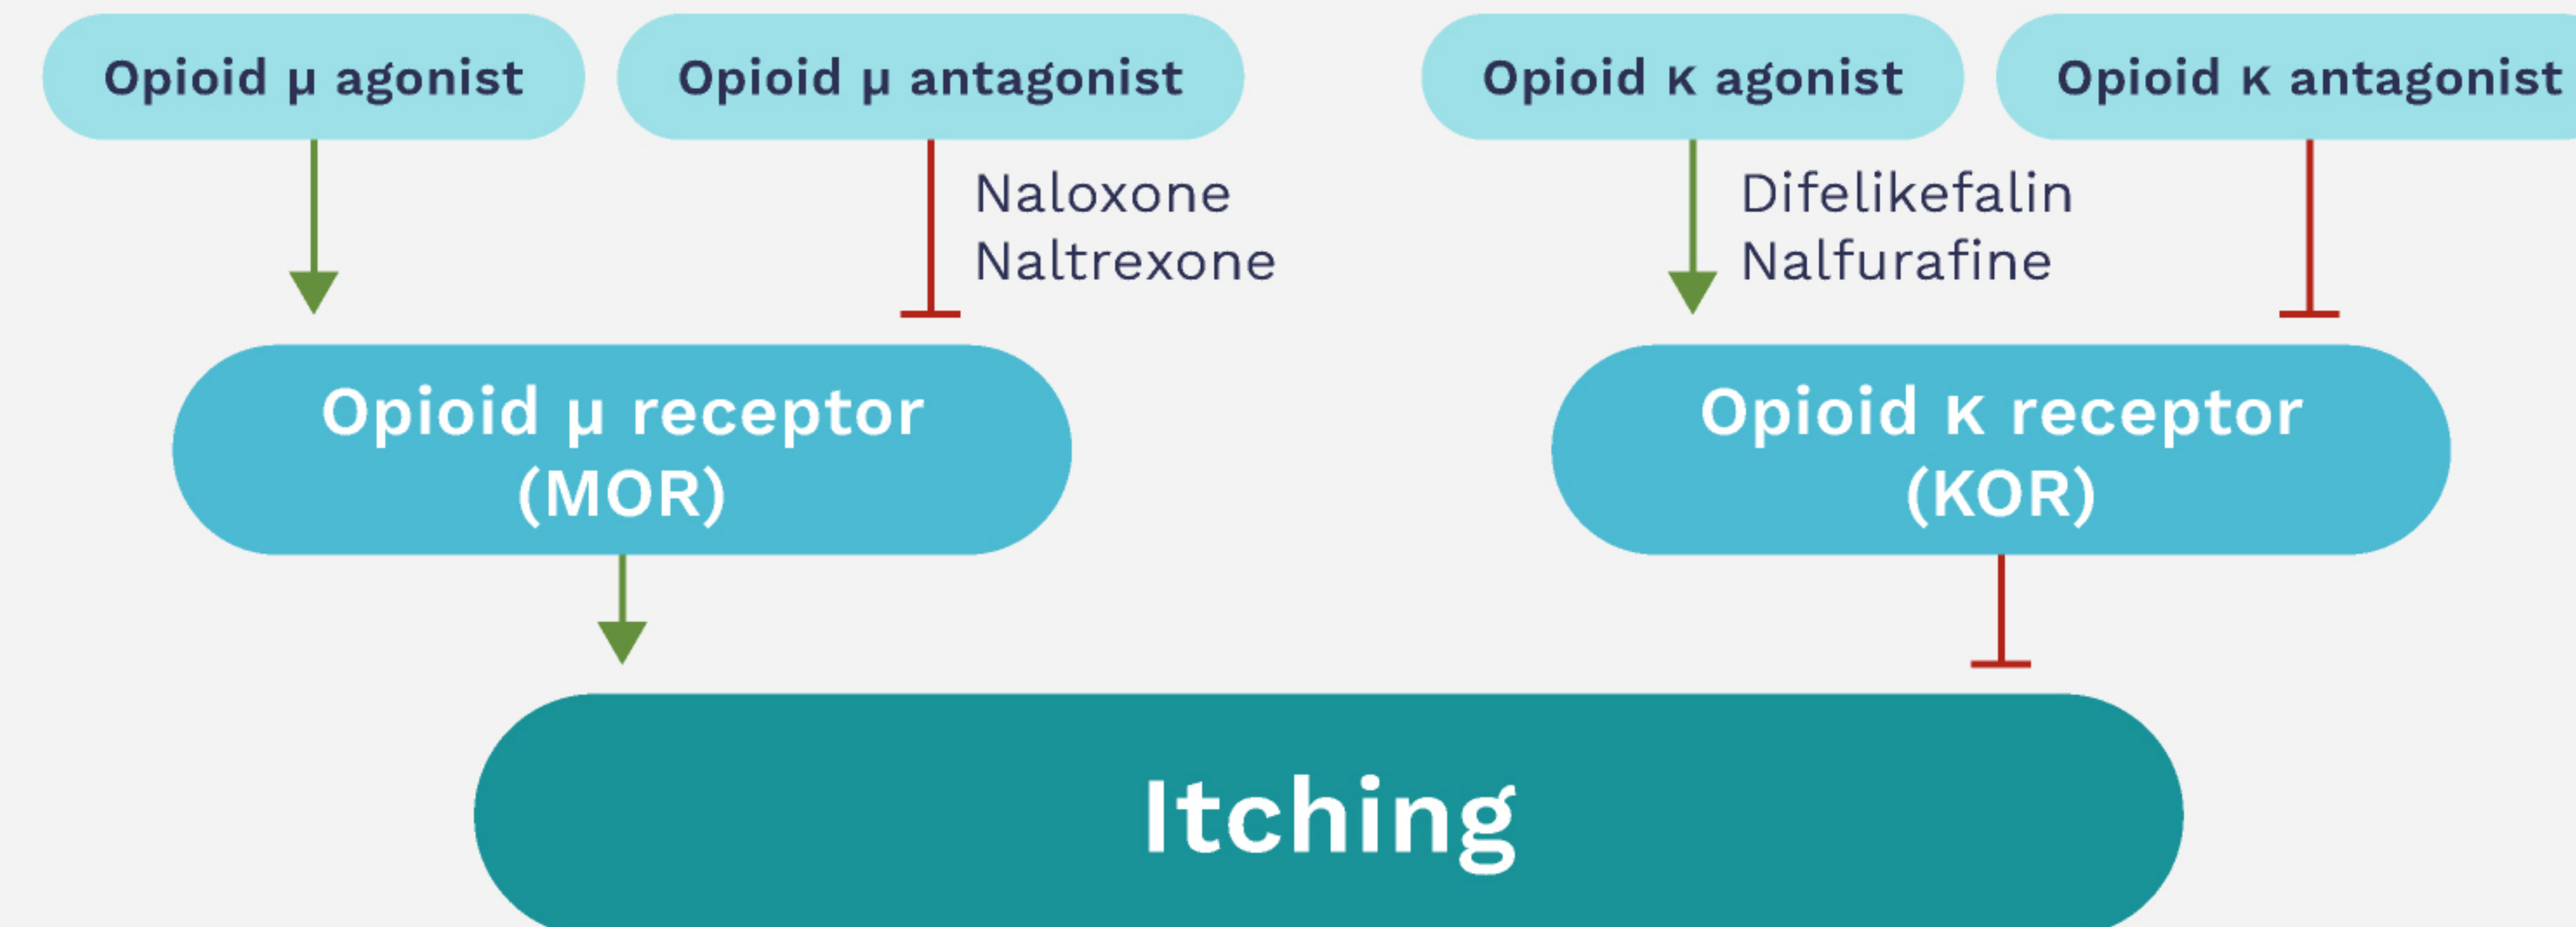 Opioid µ agonist
Opioid µ antagonist
Opioid κ agonist
Opioid κ antagonist
Naloxone
Naltrexone
Difelikefalin
Nalfurafine
Opioid µ receptor
(MOR)
Opioid κ receptor
(KOR)
Itching